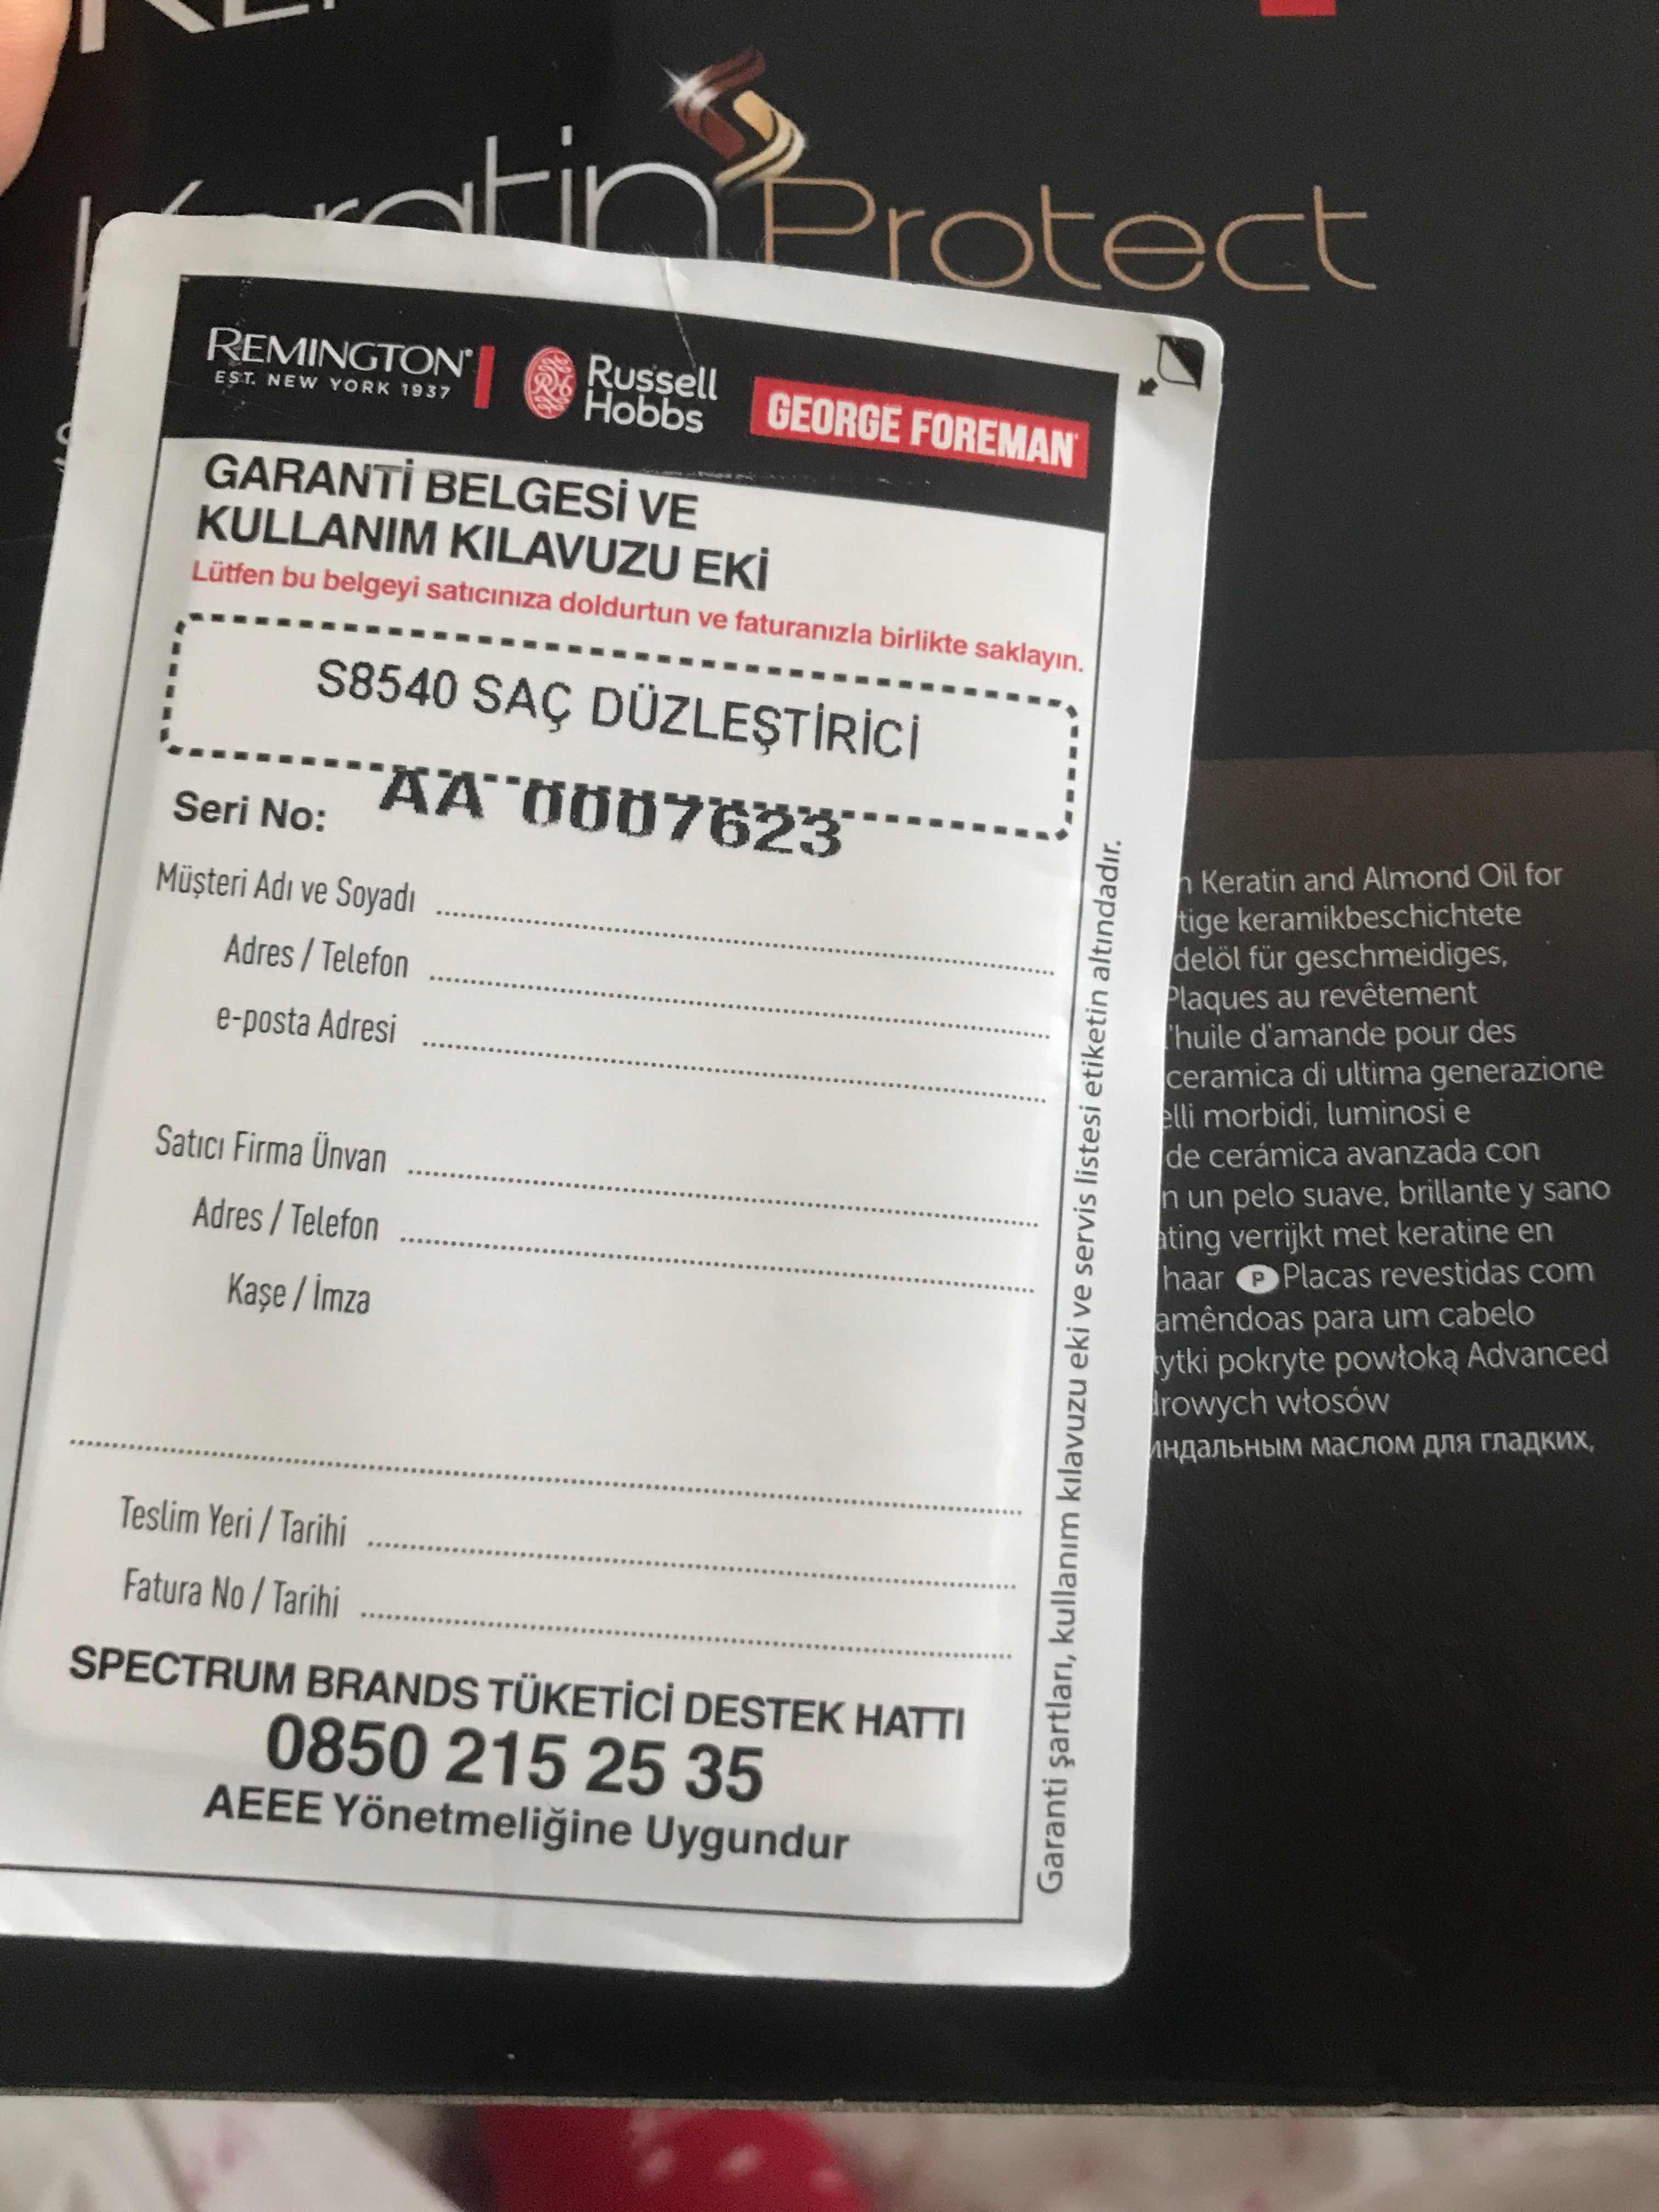 Keratin Protect
REMINGTON
EST. NEW YORK 1937
Russell
Hobbs
GEORGE FOREMAN
GARANTİ BELGESİ VE
KULLANIM KILAVUZU EKİ
Lütfen bu belgeyi satıcınıza doldurtun ve faturanızla birlikte saklayın.
S8540 SAÇ DÜZLEŞTİRİCİ
Seri No: AA 0007623
Müşteri Adı ve Soyadı
Adres / Telefon
e-posta Adresi
Satıcı Firma Ünvan
Adres / Telefon
Kaşe / İmza
Teslim Yeri / Tarihi
Fatura No / Tarihi
SPECTRUM BRANDS TÜKETİCİ DESTEK HATTI
0850 215 25 35
AEEE Yönetmeliğine Uygundur
Garanti şartları, kullanım kılavuzu eki ve servis listesi etiketin altındadır.
Keratin and Almond Oil for
keramikbeschichtete
für geschmeidiges,
Plaques au revêtement
l'huile d'amande pour des
ceramica di ultima generazione
morbidi, luminosi e
de cerámica avanzada con
un pelo suave, brillante y sano
verrijkt met keratine en
haar P Placas revestidas com
amêndoas para um cabelo
pokryte powłoką Advanced
włosów
маслом для гладких,